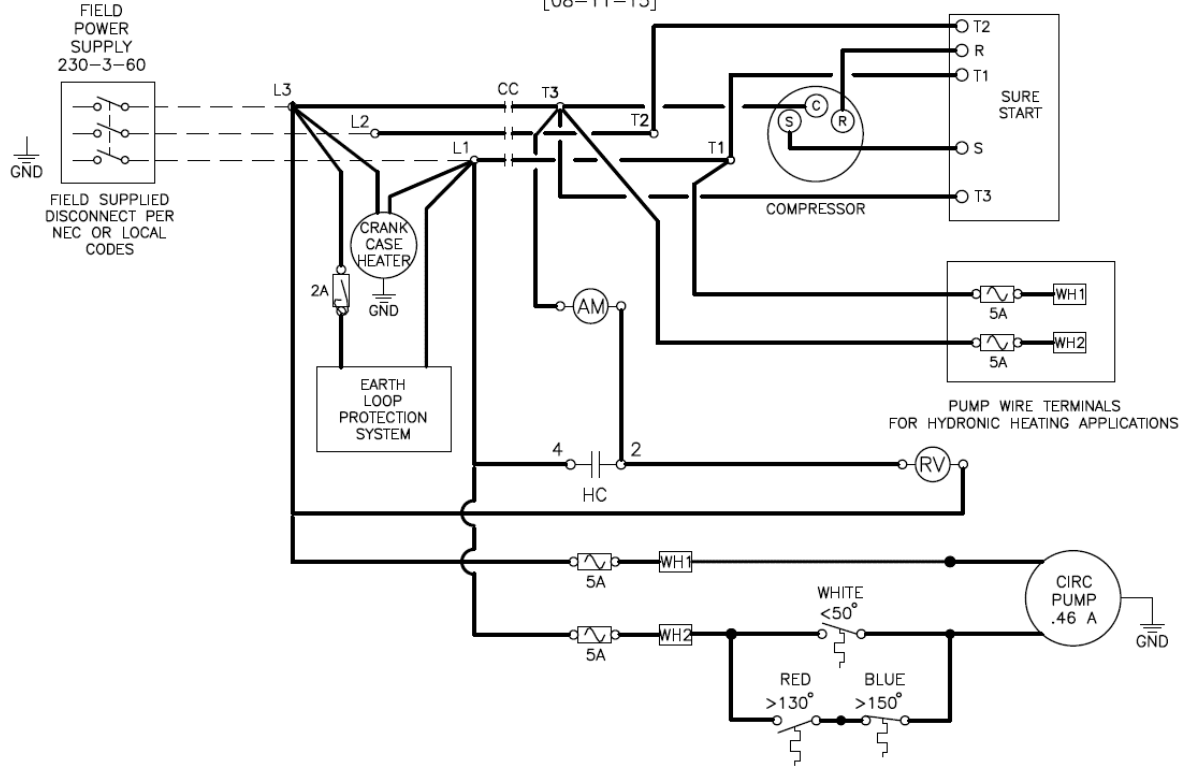 [08-11-15]
FIELD
POWER
SUPPLY
230-3-60
GND
FIELD SUPPLIED
DISCONNECT PER
NEC OR LOCAL
CODES
L3
L2
L1
CC
T3
T2
T1
C
S
R
COMPRESSOR
T2
R
T1
SURE
START
S
T3
CRANK
CASE
HEATER
GND
2A
EARTH
LOOP
PROTECTION
SYSTEM
AM
5A
WH1
5A
WH2
PUMP WIRE TERMINALS
FOR HYDRONIC HEATING APPLICATIONS
4
2
HC
RV
5A
WH1
5A
WH2
WHITE
<50°
RED
>130°
BLUE
>150°
CIRC
PUMP
.46 A
GND